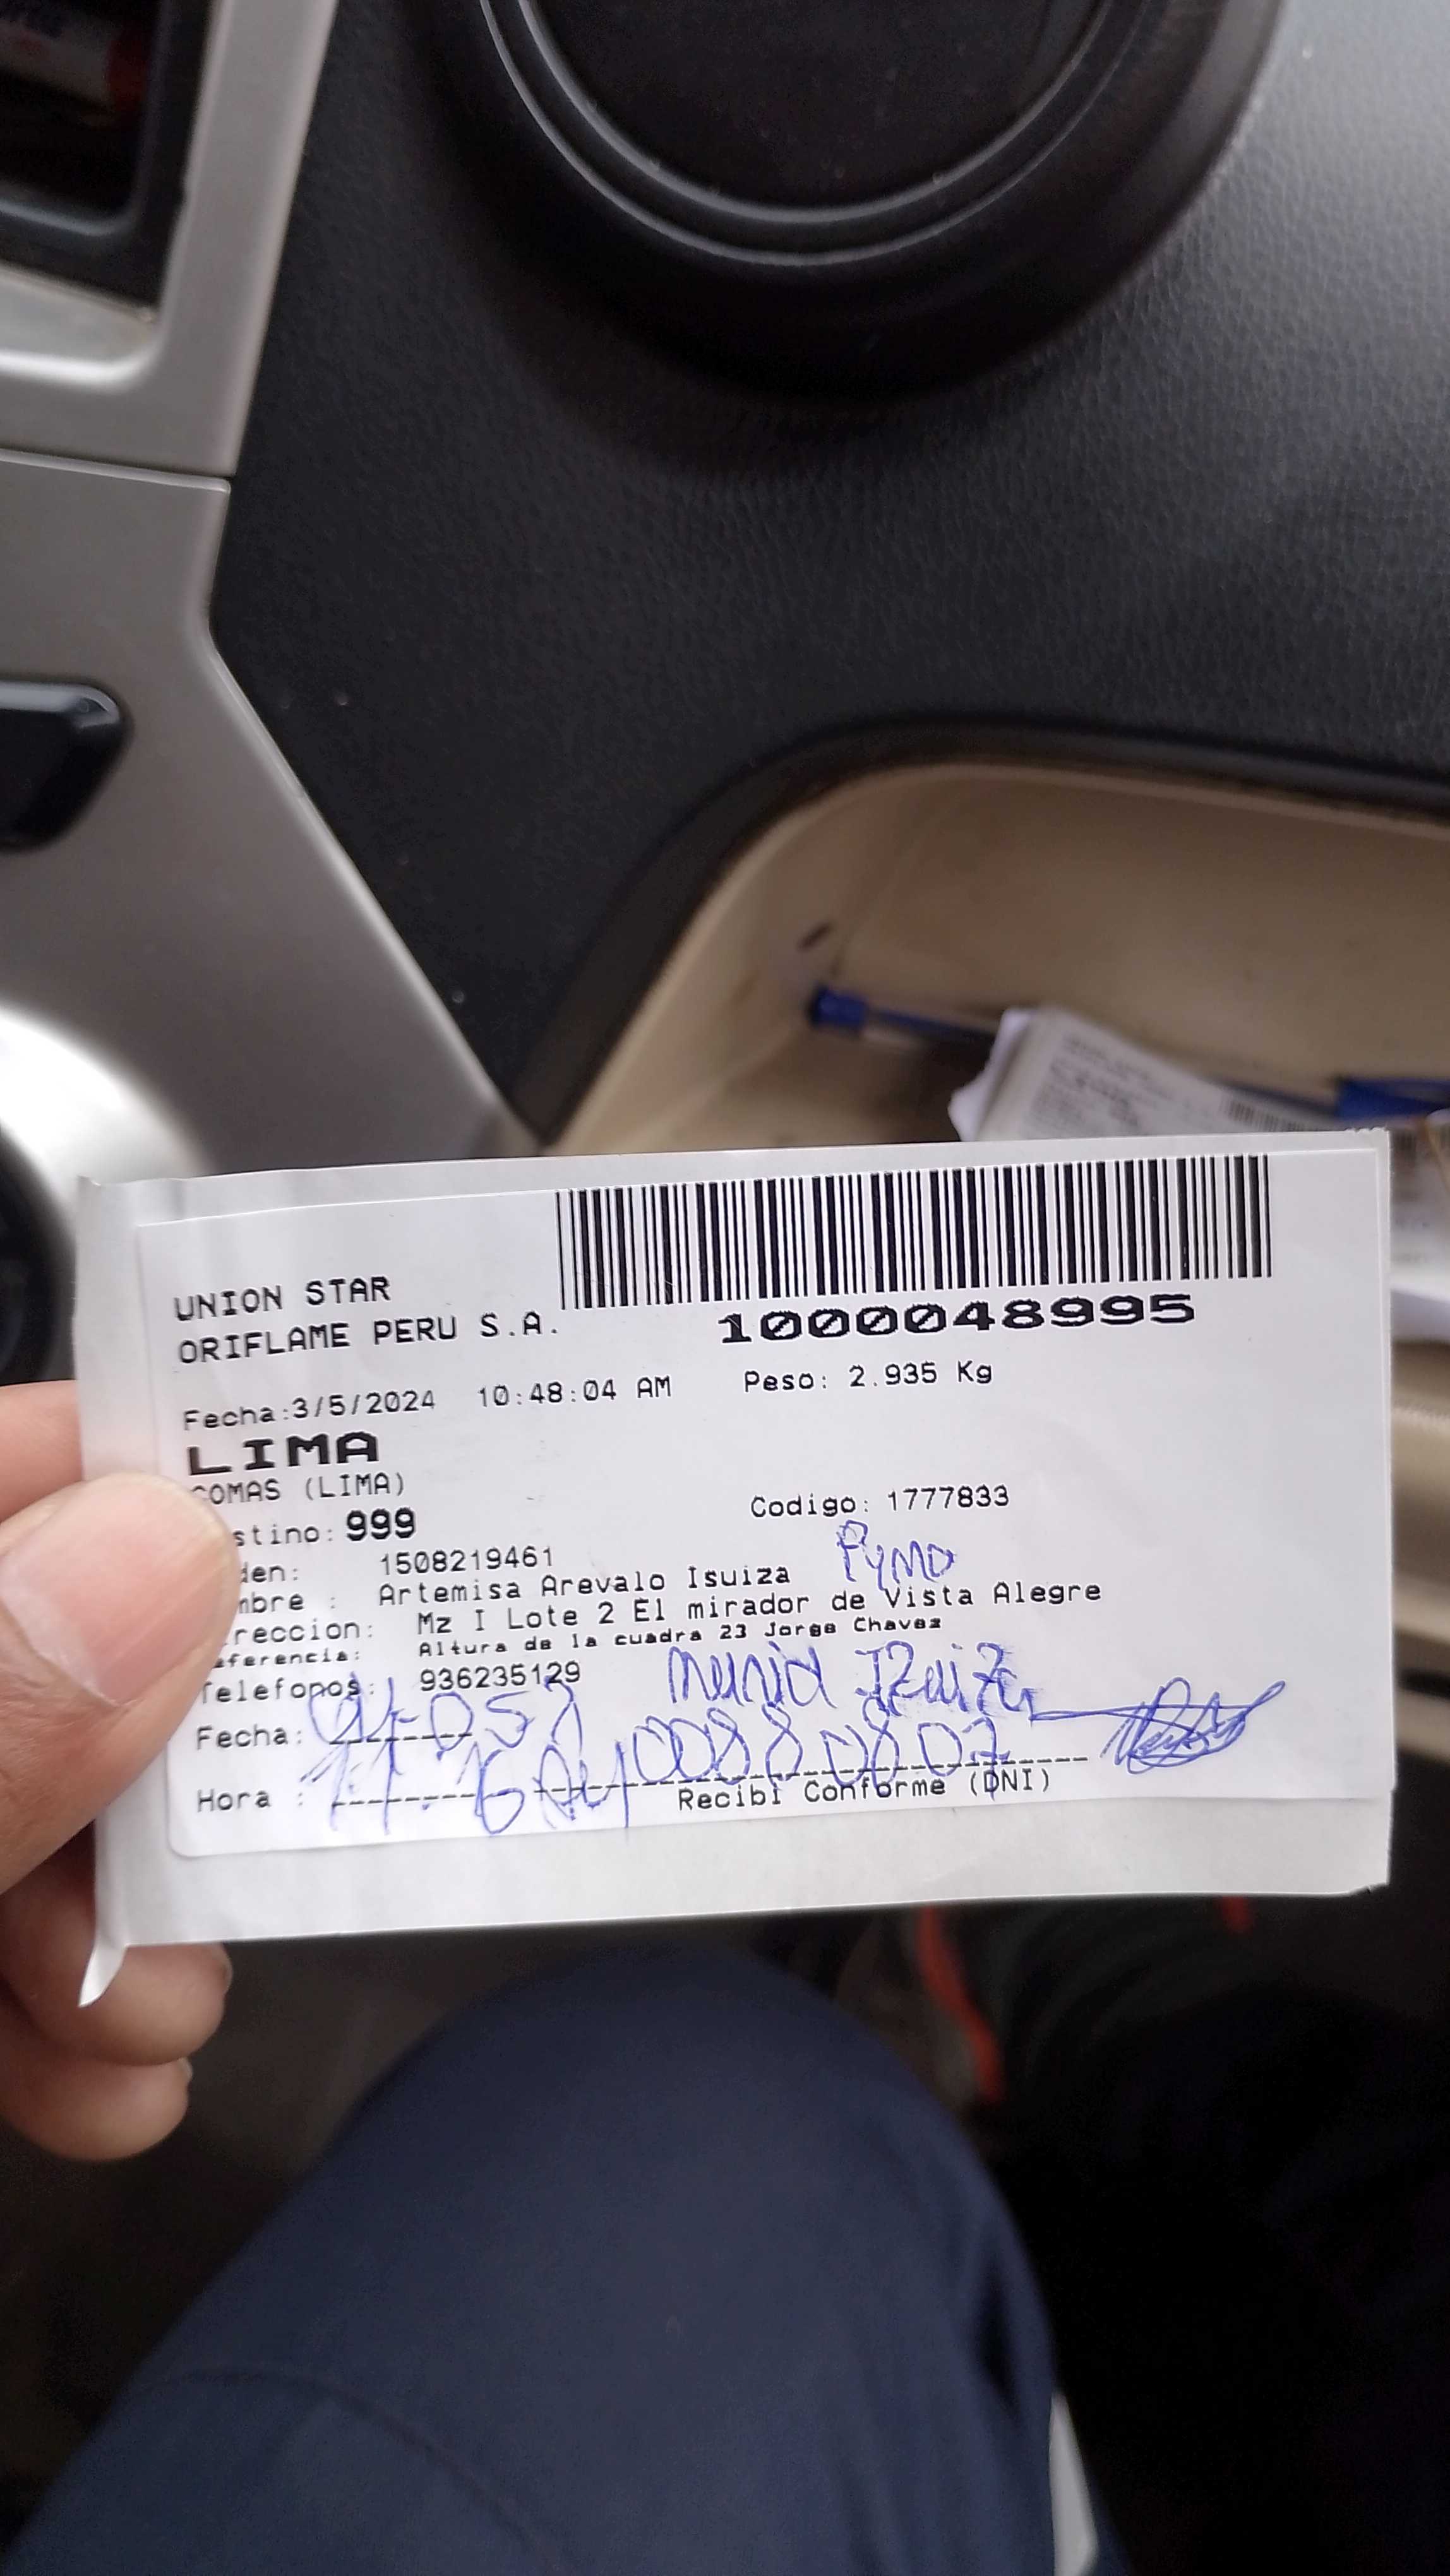 UNION STAR
ORIFLAME PERU S.A.
1000048995
Fecha:3/5/2024 10:48:04 AM Peso: 2.935 Kg
LIMA
COMAS (LIMA)
stino: 999 Codigo: 1777833
den: 1508219461
mbre : Artemisa Arevalo Isuiza
reccion: Mz I Lote 2 El mirador de Vista Alegre
eferencia: Altura de la cuadra 23 Jorge Chavez
Telefonos: 936235129
Fecha:
00880807
Hora :
Recibi Conforme (DNI)